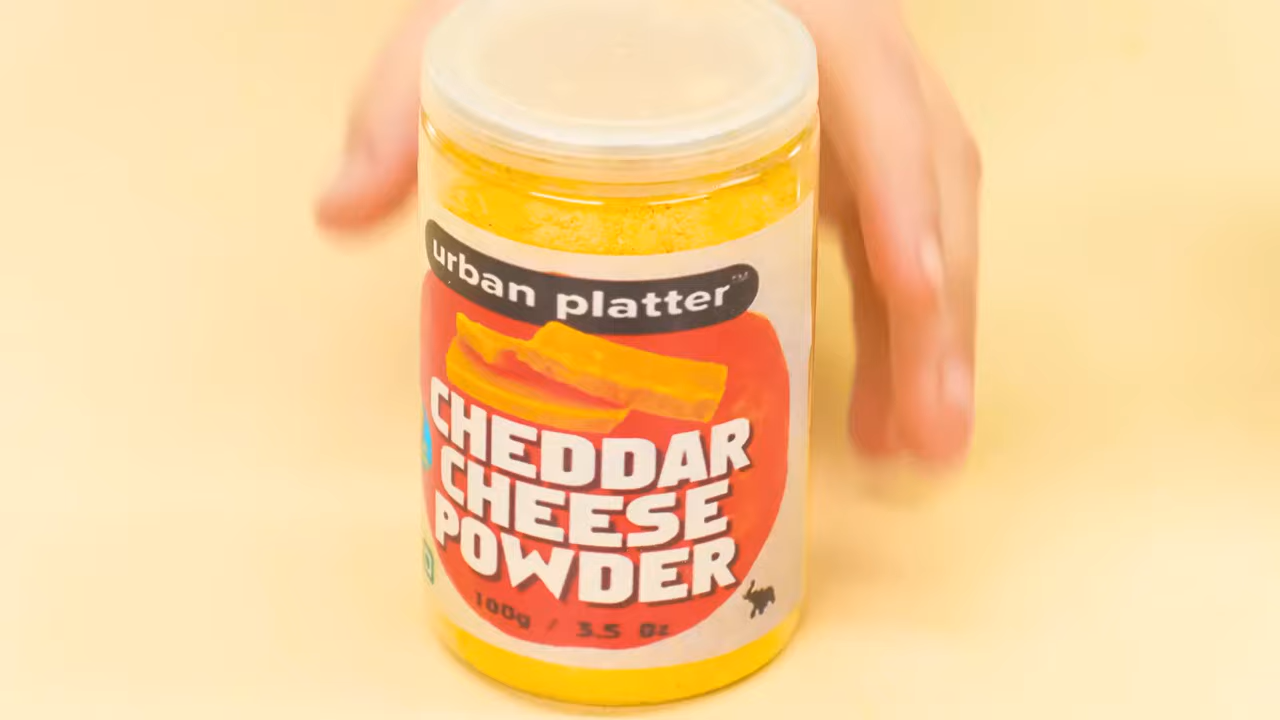 urban platter™
CHEDDAR
CHEESE
POWDER
100g / 3.5 Oz